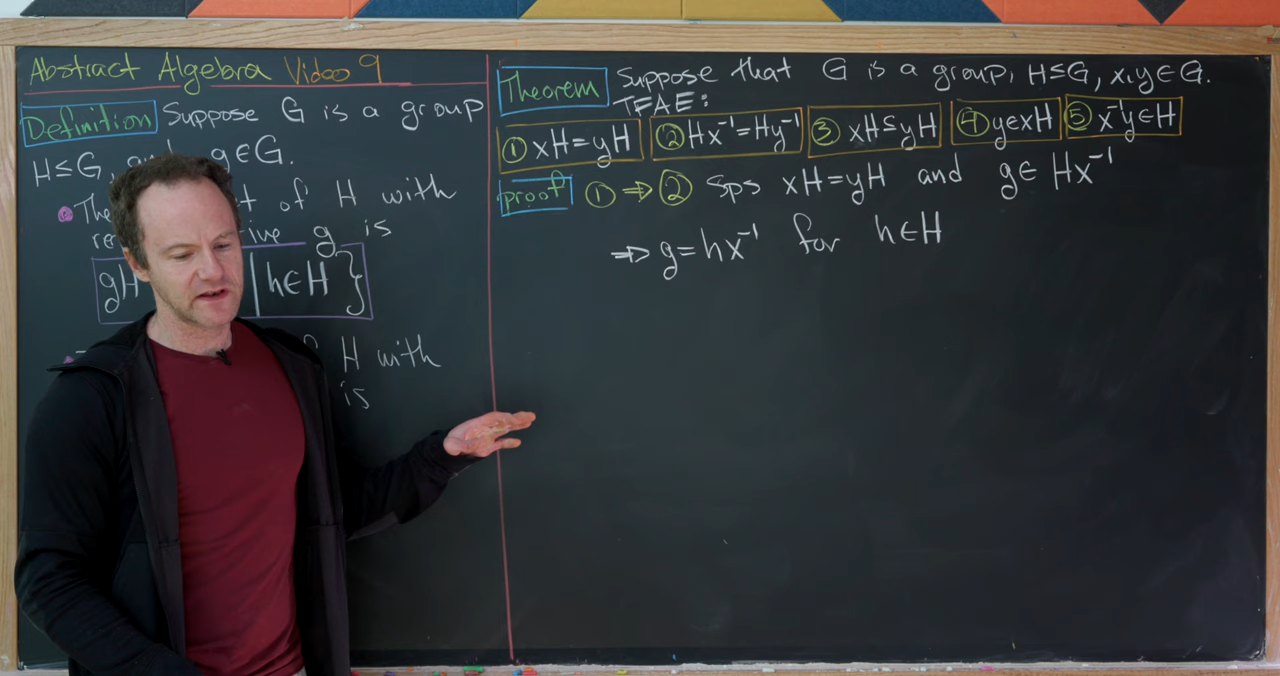 Abstract Algebra Video 9
Definition Suppose G is a group
H≤G, and g∈G.
• The of H with
g is
gH | h∈H }
H with
is
Theorem Suppose that G is a group, H≤G, x,y∈G.
TFAE:
① xH=yH ② Hx⁻¹=Hy⁻¹ ③ xH⊆yH ④ y∈xH ⑤ x⁻¹y∈H
proof ① ⇒ ② Sps xH=yH and g∈ Hx⁻¹
⇒ g=hx⁻¹ for h∈H